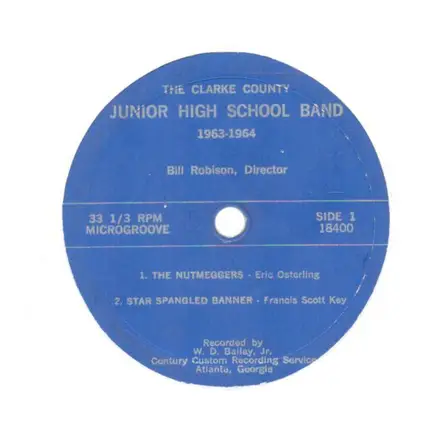 THE CLARKE COUNTY
JUNIOR HIGH SCHOOL BAND
1963-1964
Bill Robison, Director
33 1/3 RPM SIDE 1
MICROGROOVE 18400
1. THE NUTMEGGERS - Eric Osterling
2. STAR SPANGLED BANNER - Francis Scott Key
Recorded by
W. D. Bailey, Jr.
Century Custom Recording Service
Atlanta, Georgia